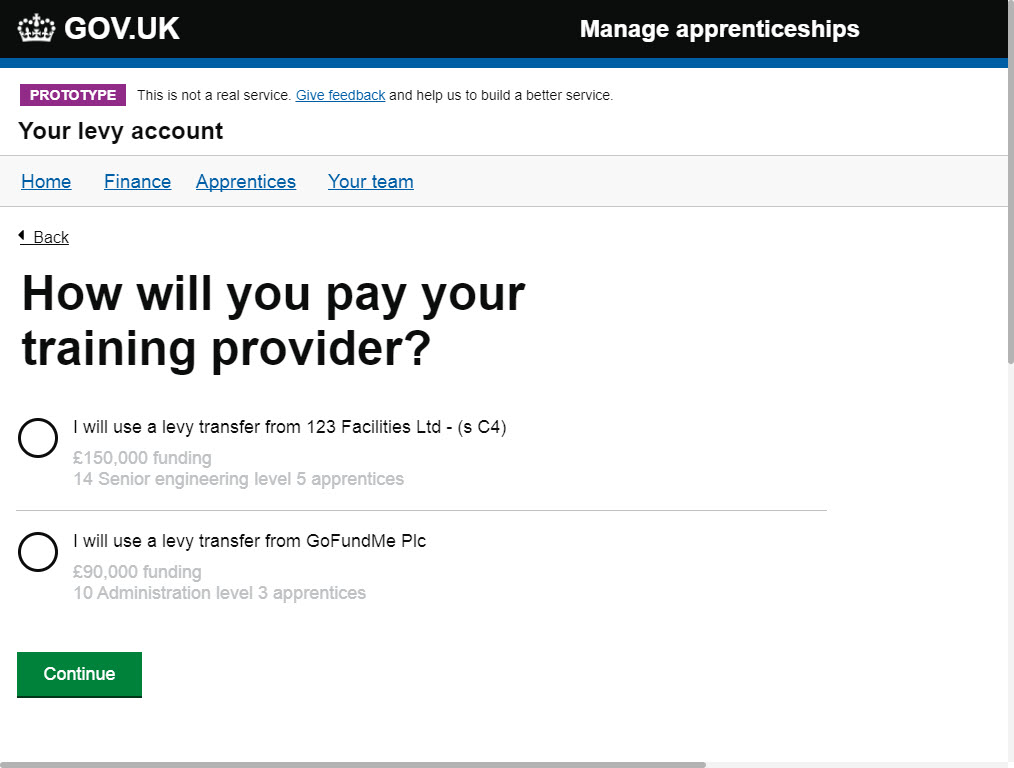 GOV.UK
Manage apprenticeships
PROTOTYPE This is not a real service. Give feedback and help us to build a better service.
Your levy account
Home Finance Apprentices Your team
Back
How will you pay your
training provider?
I will use a levy transfer from 123 Facilities Ltd - (s C4)
£150,000 funding
14 Senior engineering level 5 apprentices
I will use a levy transfer from GoFundMe Plc
£90,000 funding
10 Administration level 3 apprentices
Continue